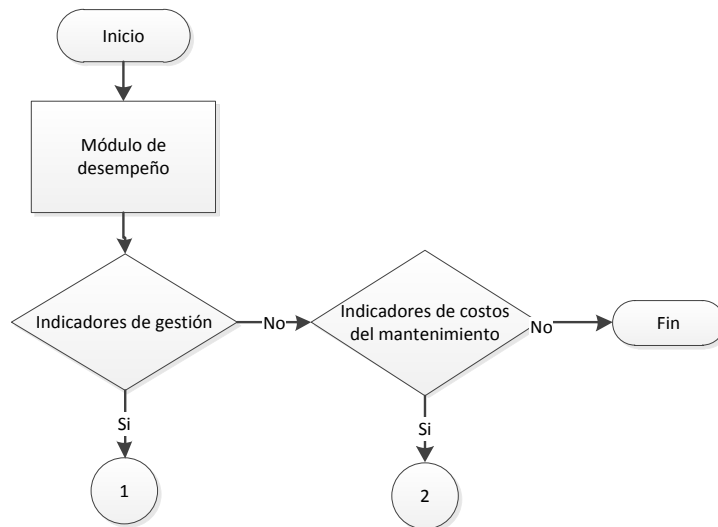 Inicio
Módulo de
desempeño
Indicadores de gestión
No
Indicadores de costos
del mantenimiento
No
Fin
Si
Si
1
2